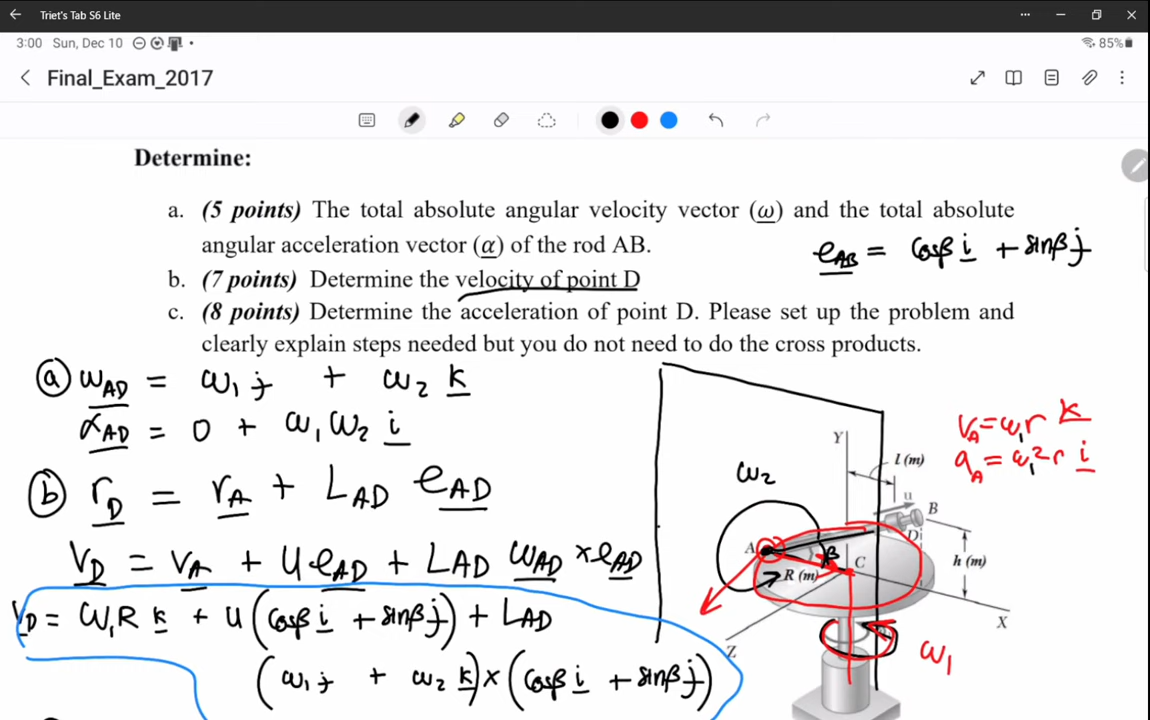 Triet's Tab S6 Lite
3:00 Sun, Dec 10 85%
Final_Exam_2017
Determine:
a. (5 points) The total absolute angular velocity vector (ω) and the total absolute
angular acceleration vector (α) of the rod AB.
e_AB = cosβ i + sinβ j
b. (7 points) Determine the velocity of point D
c. (8 points) Determine the acceleration of point D. Please set up the problem and
clearly explain steps needed but you do not need to do the cross products.
ⓐ ω_AD = ω₁ j + ω₂ k
α_AD = 0 + ω₁ω₂ i
ⓑ r_D = r_A + L_AD e_AD
V_D = V_A + u e_AD + L_AD ω_AD × e_AD
V_D = ω₁R k + u (cosβ i + sinβ j) + L_AD
(ω₁ j + ω₂ k) × (cosβ i + sinβ j)
V_A = ω₁r k
a_A = ω₁²r i
Y
l (m)
ω₂
u
B
A
D
β
C
R (m)
h (m)
X
Z
ω₁